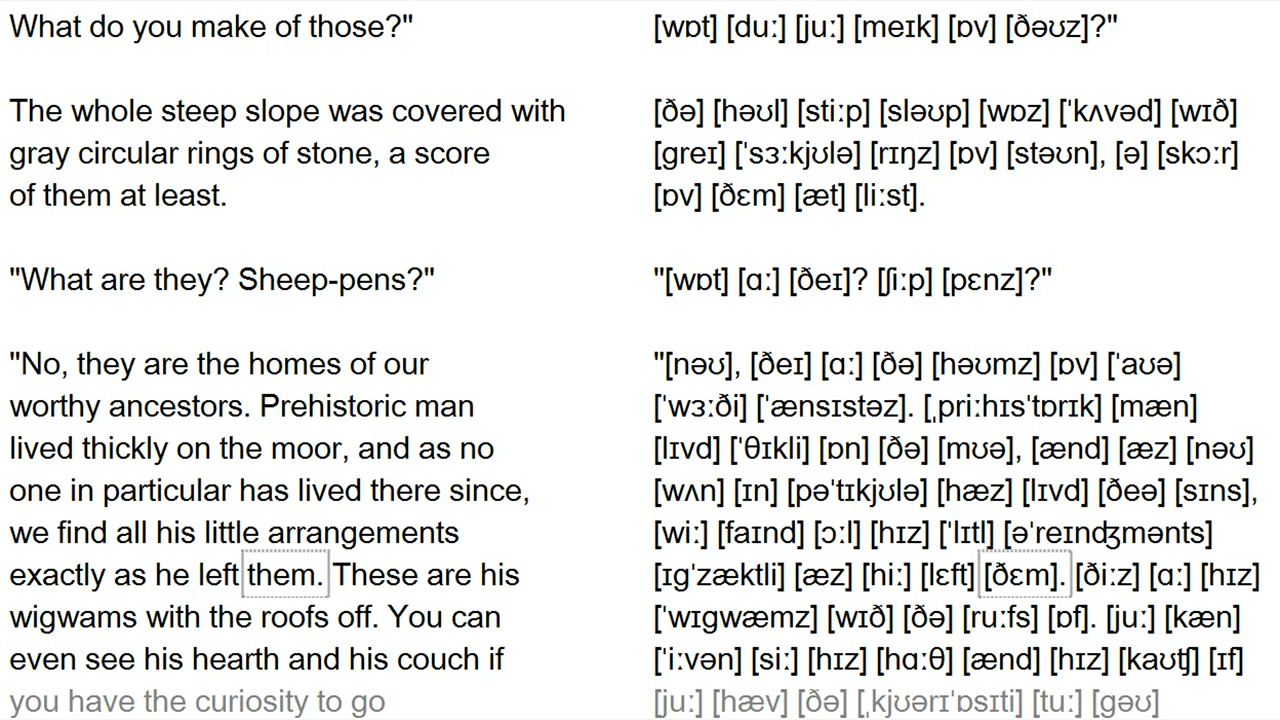 What do you make of those?"
The whole steep slope was covered with
gray circular rings of stone, a score
of them at least.
"What are they? Sheep-pens?"
"No, they are the homes of our
worthy ancestors. Prehistoric man
lived thickly on the moor, and as no
one in particular has lived there since,
we find all his little arrangements
exactly as he left them. These are his
wigwams with the roofs off. You can
even see his hearth and his couch if
you have the curiosity to go
[wɒt] [duː] [juː] [meɪk] [ɒv] [ðəʊz]?"
[ðə] [həʊl] [stiːp] [sləʊp] [wɒz] [ˈkʌvəd] [wɪð]
[greɪ] [ˈsɜːkjʊlə] [rɪŋz] [ɒv] [stəʊn], [ə] [skɔːr]
[ɒv] [ðɛm] [æt] [liːst].
"[wɒt] [ɑː] [ðeɪ]? [ʃiːp] [pɛnz]?"
"[nəʊ], [ðeɪ] [ɑː] [ðə] [həʊmz] [ɒv] [ˈaʊə]
[ˈwɜːði] [ˈænsɪstəz]. [ˌpriːhɪsˈtɒrɪk] [mæn]
[lɪvd] [ˈθɪkli] [ɒn] [ðə] [mʊə], [ænd] [æz] [nəʊ]
[wʌn] [ɪn] [pəˈtɪkjʊlə] [hæz] [lɪvd] [ðeə] [sɪns],
[wiː] [faɪnd] [ɔːl] [hɪz] [ˈlɪtl] [əˈreɪnʤmənts]
[ɪgˈzæktli] [æz] [hiː] [lɛft] [ðɛm]. [ðiːz] [ɑː] [hɪz]
[ˈwɪgwæmz] [wɪð] [ðə] [ruːfs] [ɒf]. [juː] [kæn]
[ˈiːvən] [siː] [hɪz] [hɑːθ] [ænd] [hɪz] [kaʊʧ] [ɪf]
[juː] [hæv] [ðə] [ˌkjʊərɪˈɒsɪti] [tuː] [gəʊ]